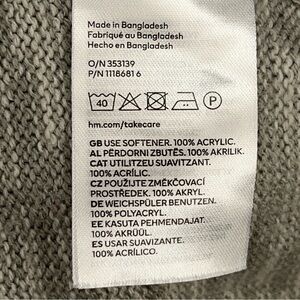 Made in Bangladesh
Fabriqué au Bangladesh
Hecho en Bangladesh
O/N 353139
P/N 1118681 6
40 P
hm.com/takecare
GB USE SOFTENER. 100% ACRYLIC.
AL PËRDORNI ZBUTËS. 100% AKRILIK.
CAT UTILITZEU SUAVITZANT.
100% ACRÍLIC.
CZ POUŽIJTE ZMĚKČOVACÍ
PROSTŘEDEK. 100% AKRYL.
DE WEICHSPÜLER BENUTZEN.
100% POLYACRYL.
EE KASUTA PEHMENDAJAT.
100% AKRÜÜL.
ES USAR SUAVIZANTE.
100% ACRÍLICO.